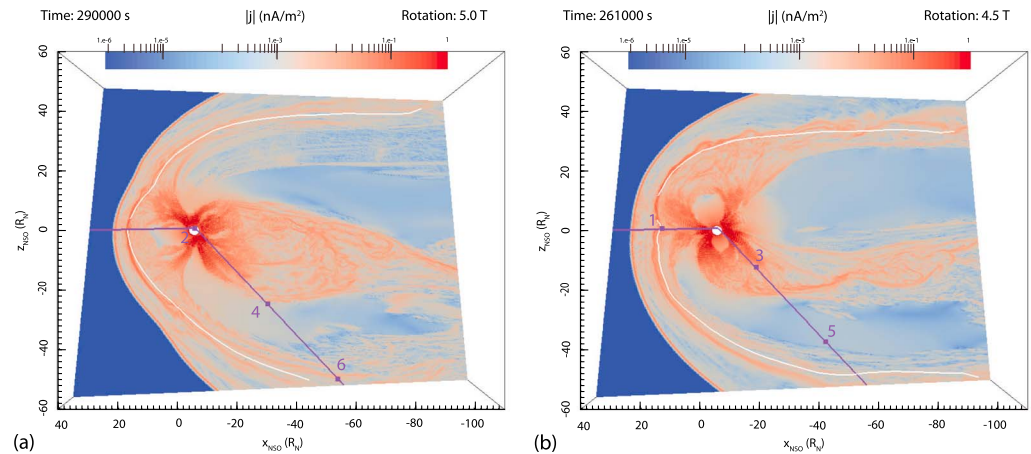 Time: 290000 s |j| (nA/m²) Rotation: 5.0 T
1.e-6 1.e-5 1.e-3 1.e-1 1
60
40
20
0
-20
-40
-60
z_NSO (R_N)
2
4
6
40 20 0 -20 -40 -60 -80 -100
x_NSO (R_N)
(a)
Time: 261000 s |j| (nA/m²) Rotation: 4.5 T
1.e-6 1.e-5 1.e-3 1.e-1 1
60
40
20
0
-20
-40
-60
z_NSO (R_N)
1
3
5
40 20 0 -20 -40 -60 -80 -100
x_NSO (R_N)
(b)